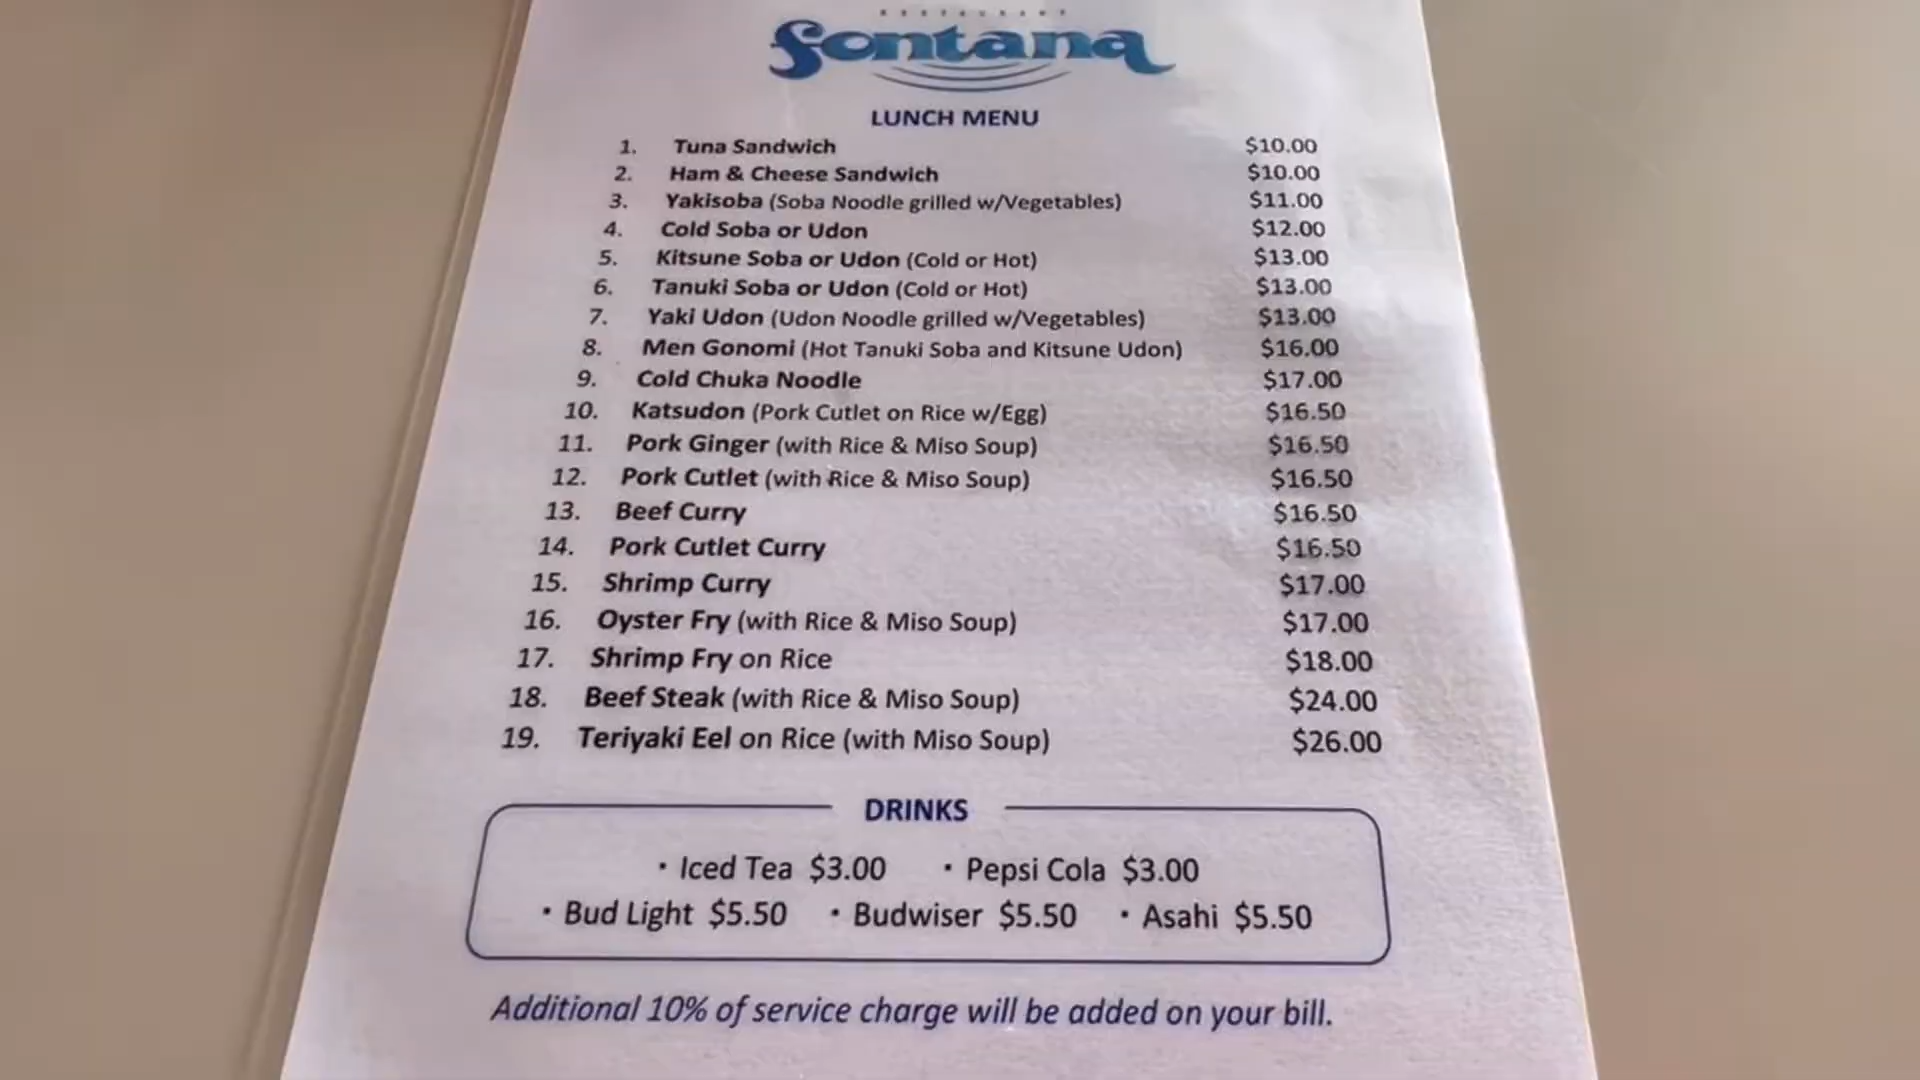 RESTAURANT
Fontana
LUNCH MENU
1. Tuna Sandwich $10.00
2. Ham & Cheese Sandwich $10.00
3. Yakisoba (Soba Noodle grilled w/Vegetables) $11.00
4. Cold Soba or Udon $12.00
5. Kitsune Soba or Udon (Cold or Hot) $13.00
6. Tanuki Soba or Udon (Cold or Hot) $13.00
7. Yaki Udon (Udon Noodle grilled w/Vegetables) $13.00
8. Men Gonomi (Hot Tanuki Soba and Kitsune Udon) $16.00
9. Cold Chuka Noodle $17.00
10. Katsudon (Pork Cutlet on Rice w/Egg) $16.50
11. Pork Ginger (with Rice & Miso Soup) $16.50
12. Pork Cutlet (with Rice & Miso Soup) $16.50
13. Beef Curry $16.50
14. Pork Cutlet Curry $16.50
15. Shrimp Curry $17.00
16. Oyster Fry (with Rice & Miso Soup) $17.00
17. Shrimp Fry on Rice $18.00
18. Beef Steak (with Rice & Miso Soup) $24.00
19. Teriyaki Eel on Rice (with Miso Soup) $26.00
DRINKS
· Iced Tea $3.00 · Pepsi Cola $3.00
· Bud Light $5.50 · Budwiser $5.50 · Asahi $5.50
Additional 10% of service charge will be added on your bill.